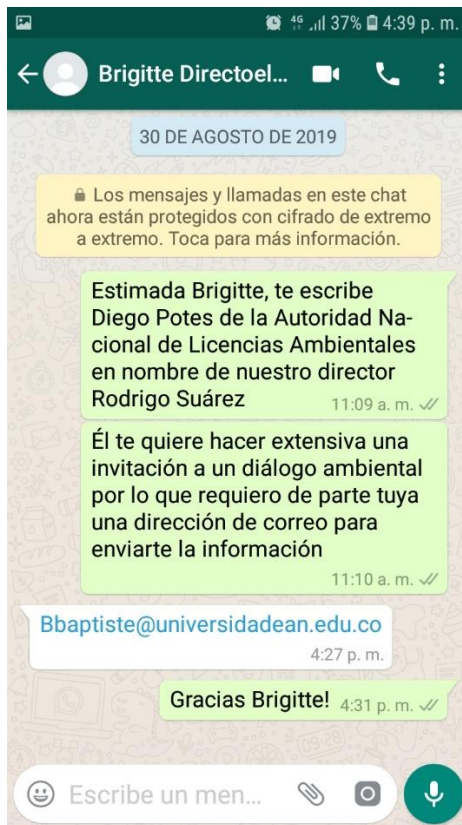 4G 37% 4:39 p. m.
Brigitte Directoel...
30 DE AGOSTO DE 2019
Los mensajes y llamadas en este chat
ahora están protegidos con cifrado de extremo
a extremo. Toca para más información.
Estimada Brigitte, te escribe
Diego Potes de la Autoridad Na-
cional de Licencias Ambientales
en nombre de nuestro director
Rodrigo Suárez 11:09 a. m.
Él te quiere hacer extensiva una
invitación a un diálogo ambiental
por lo que requiero de parte tuya
una dirección de correo para
enviarte la información
11:10 a. m.
Bbaptiste@universidadean.edu.co
4:27 p. m.
Gracias Brigitte! 4:31 p. m.
Escribe un men...